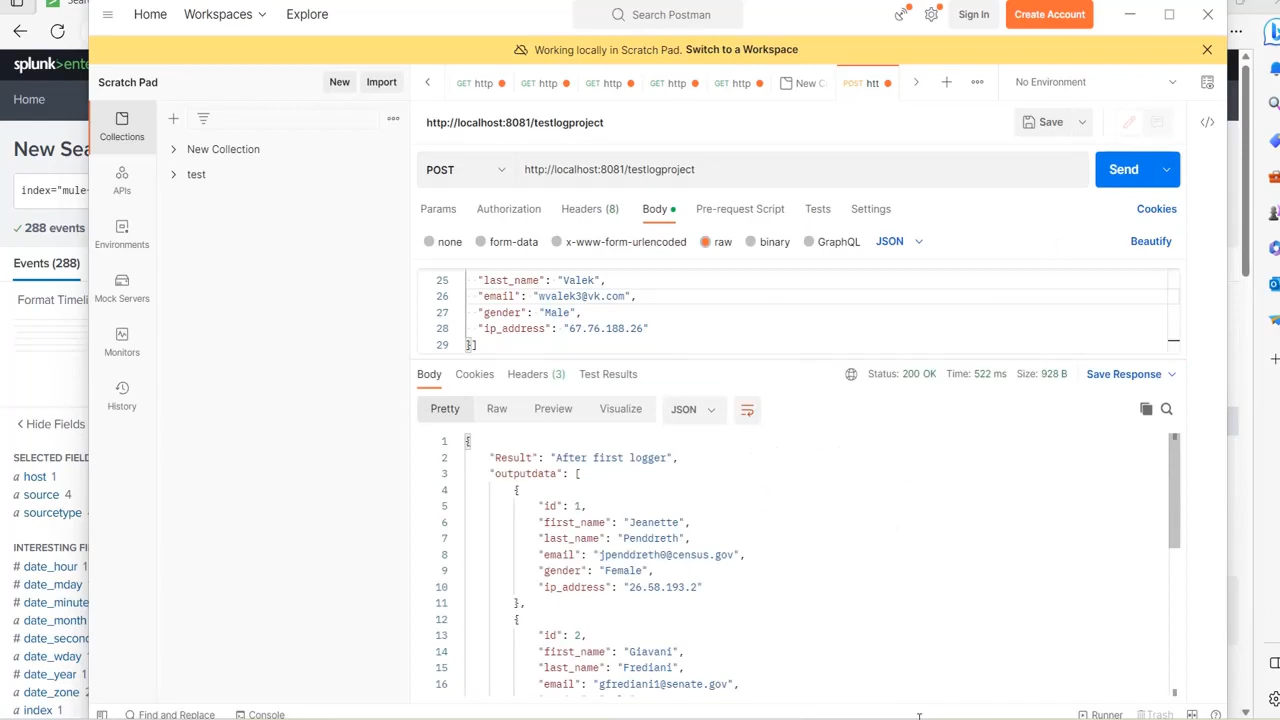 Home
Workspaces
Explore
Search Postman
Sign In
Create Account
Working locally in Scratch Pad. Switch to a Workspace
splunk>ente
Home
New Sea
index="mule
288 events
Events (288)
Format Timeli
Hide Fields
SELECTED FIELDS
a host 1
a source 4
a sourcetype
INTERESTING FI
# date_hour 1
# date_mday
# date_minute
# date_month
# date_second
a date_wday
# date_year 1
a date_zone
a index 1
Scratch Pad
New
Import
Collections
APIs
Environments
Mock Servers
Monitors
History
New Collection
test
GET http
GET http
GET http
GET http
GET http
New C
POST htt
No Environment
http://localhost:8081/testlogproject
Save
POST
http://localhost:8081/testlogproject
Send
Params
Authorization
Headers (8)
Body
Pre-request Script
Tests
Settings
Cookies
none
form-data
x-www-form-urlencoded
raw
binary
GraphQL
JSON
Beautify
25 "last_name": "Valek",
26 "email": "wvalek3@vk.com",
27 "gender": "Male",
28 "ip_address": "67.76.188.26"
29 }]
Body
Cookies
Headers (3)
Test Results
Status: 200 OK
Time: 522 ms
Size: 928 B
Save Response
Pretty
Raw
Preview
Visualize
JSON
1 {
2 "Result": "After first logger",
3 "outputdata": [
4 {
5 "id": 1,
6 "first_name": "Jeanette",
7 "last_name": "Penddreth",
8 "email": "jpenddreth0@census.gov",
9 "gender": "Female",
10 "ip_address": "26.58.193.2"
11 },
12 {
13 "id": 2,
14 "first_name": "Giavani",
15 "last_name": "Frediani",
16 "email": "gfrediani1@senate.gov",
Find and Replace
Console
Runner
Trash